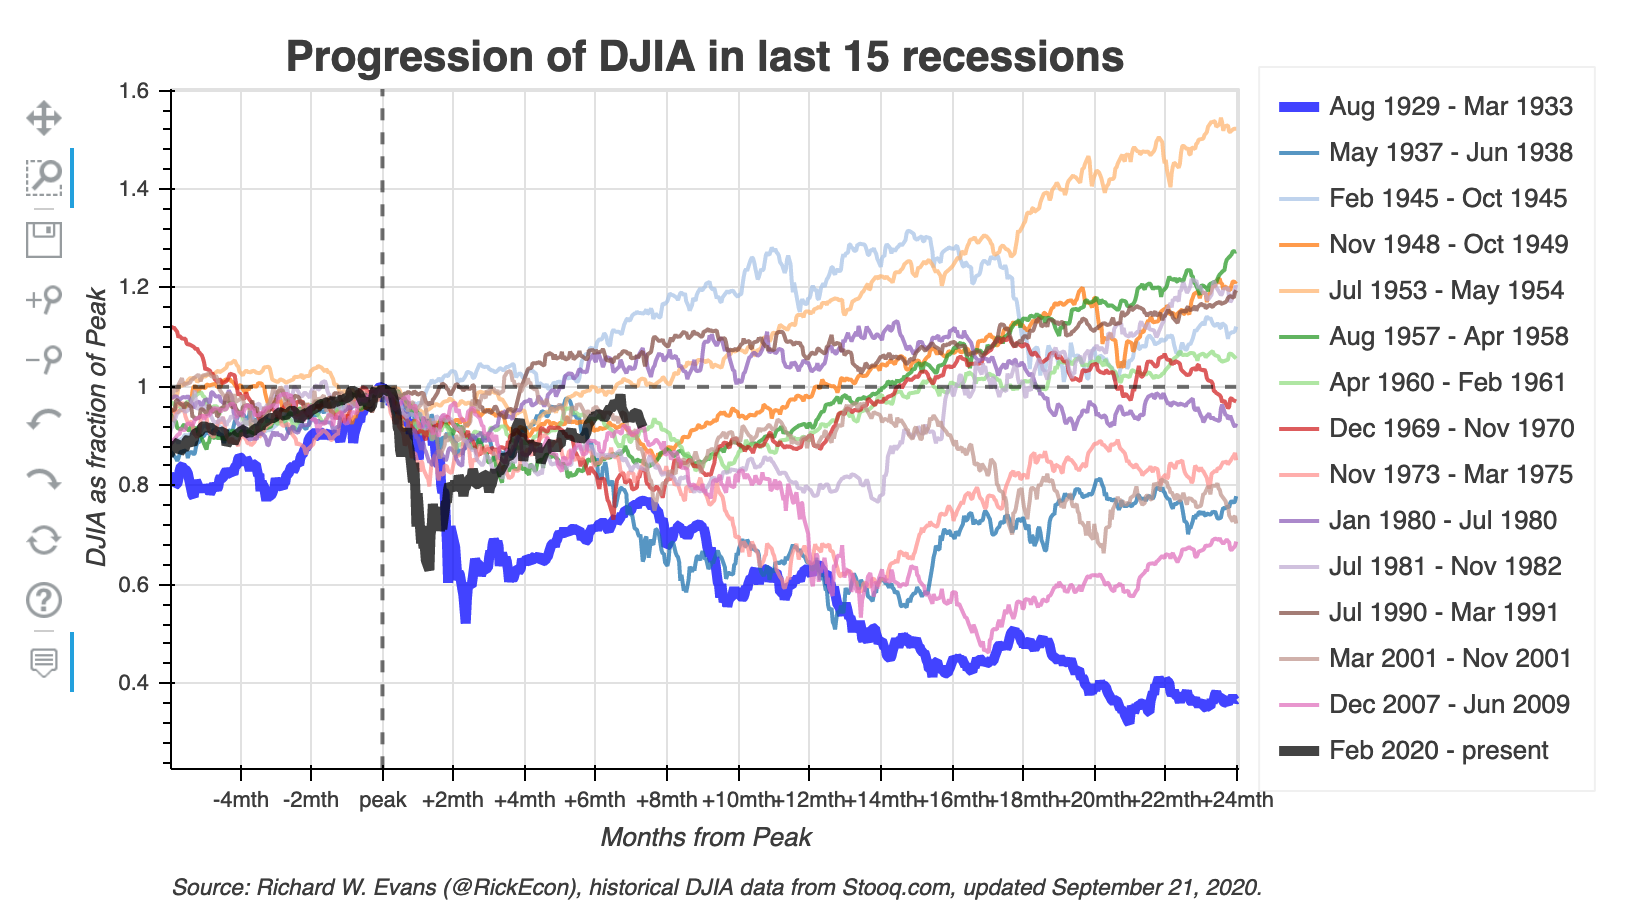 Progression of DJIA in last 15 recessions
1.6
1.4
1.2
1
0.8
0.6
0.4
DJIA as fraction of Peak
-4mth -2mth peak +2mth +4mth +6mth +8mth +10mth +12mth +14mth +16mth +18mth +20mth +22mth +24mth
Months from Peak
Aug 1929 - Mar 1933
May 1937 - Jun 1938
Feb 1945 - Oct 1945
Nov 1948 - Oct 1949
Jul 1953 - May 1954
Aug 1957 - Apr 1958
Apr 1960 - Feb 1961
Dec 1969 - Nov 1970
Nov 1973 - Mar 1975
Jan 1980 - Jul 1980
Jul 1981 - Nov 1982
Jul 1990 - Mar 1991
Mar 2001 - Nov 2001
Dec 2007 - Jun 2009
Feb 2020 - present
Source: Richard W. Evans (@RickEcon), historical DJIA data from Stooq.com, updated September 21, 2020.